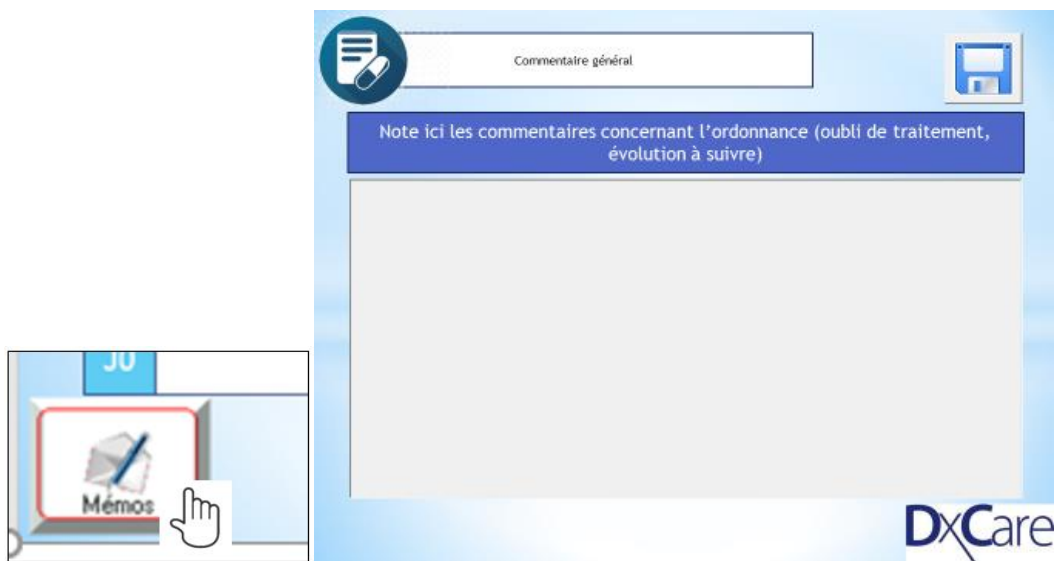 Commentaire général
Note ici les commentaires concernant l'ordonnance (oubli de traitement,
évolution à suivre)
J0
Mémos
DxCare